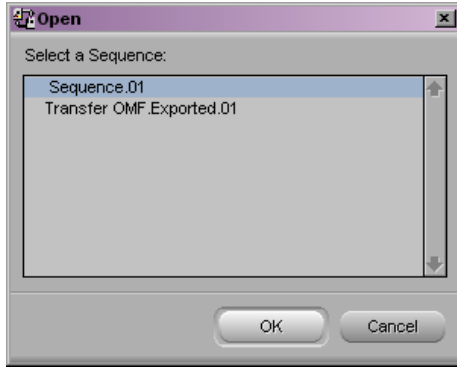 Open
Select a Sequence:
Sequence.01
Transfer OMF.Exported.01
OK Cancel